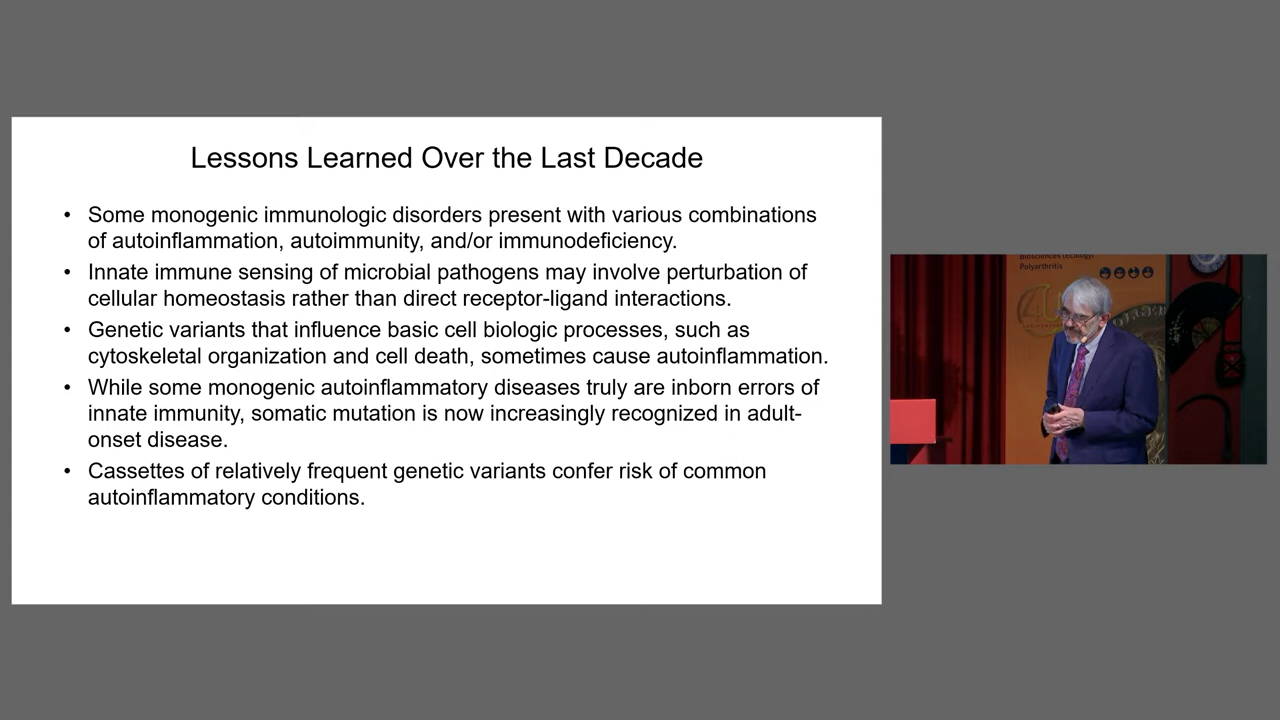 Lessons Learned Over the Last Decade
• Some monogenic immunologic disorders present with various combinations
of autoinflammation, autoimmunity, and/or immunodeficiency.
• Innate immune sensing of microbial pathogens may involve perturbation of
cellular homeostasis rather than direct receptor-ligand interactions.
• Genetic variants that influence basic cell biologic processes, such as
cytoskeletal organization and cell death, sometimes cause autoinflammation.
• While some monogenic autoinflammatory diseases truly are inborn errors of
innate immunity, somatic mutation is now increasingly recognized in adult-
onset disease.
• Cassettes of relatively frequent genetic variants confer risk of common
autoinflammatory conditions.
Polyarthritis